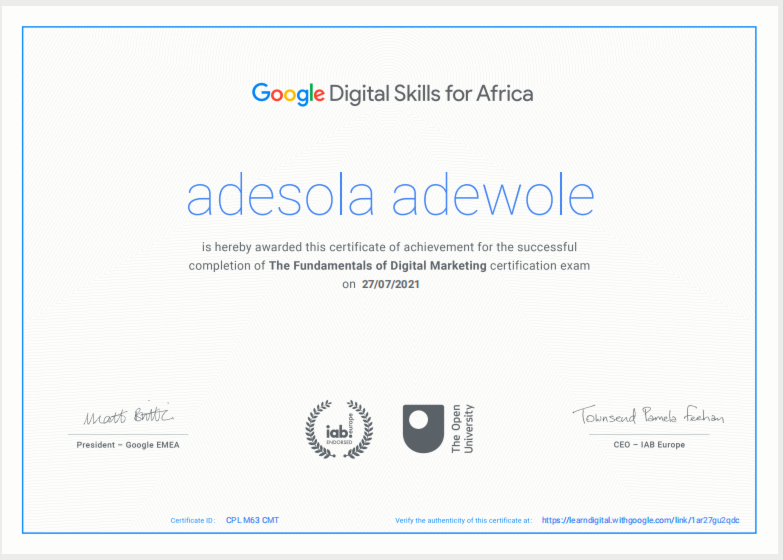 Google Digital Skills for Africa
adesola adewole
is hereby awarded this certificate of achievement for the successful
completion of The Fundamentals of Digital Marketing certification exam
on 27/07/2021
Matt Brittin
President – Google EMEA
iab europe
ENDORSED
The Open
University
Townsend Pamela Feehan
CEO – IAB Europe
Certificate ID: CPL M63 CMT
Verify the authenticity of this certificate at: https://learndigital.withgoogle.com/link/1ar27gu2qdc